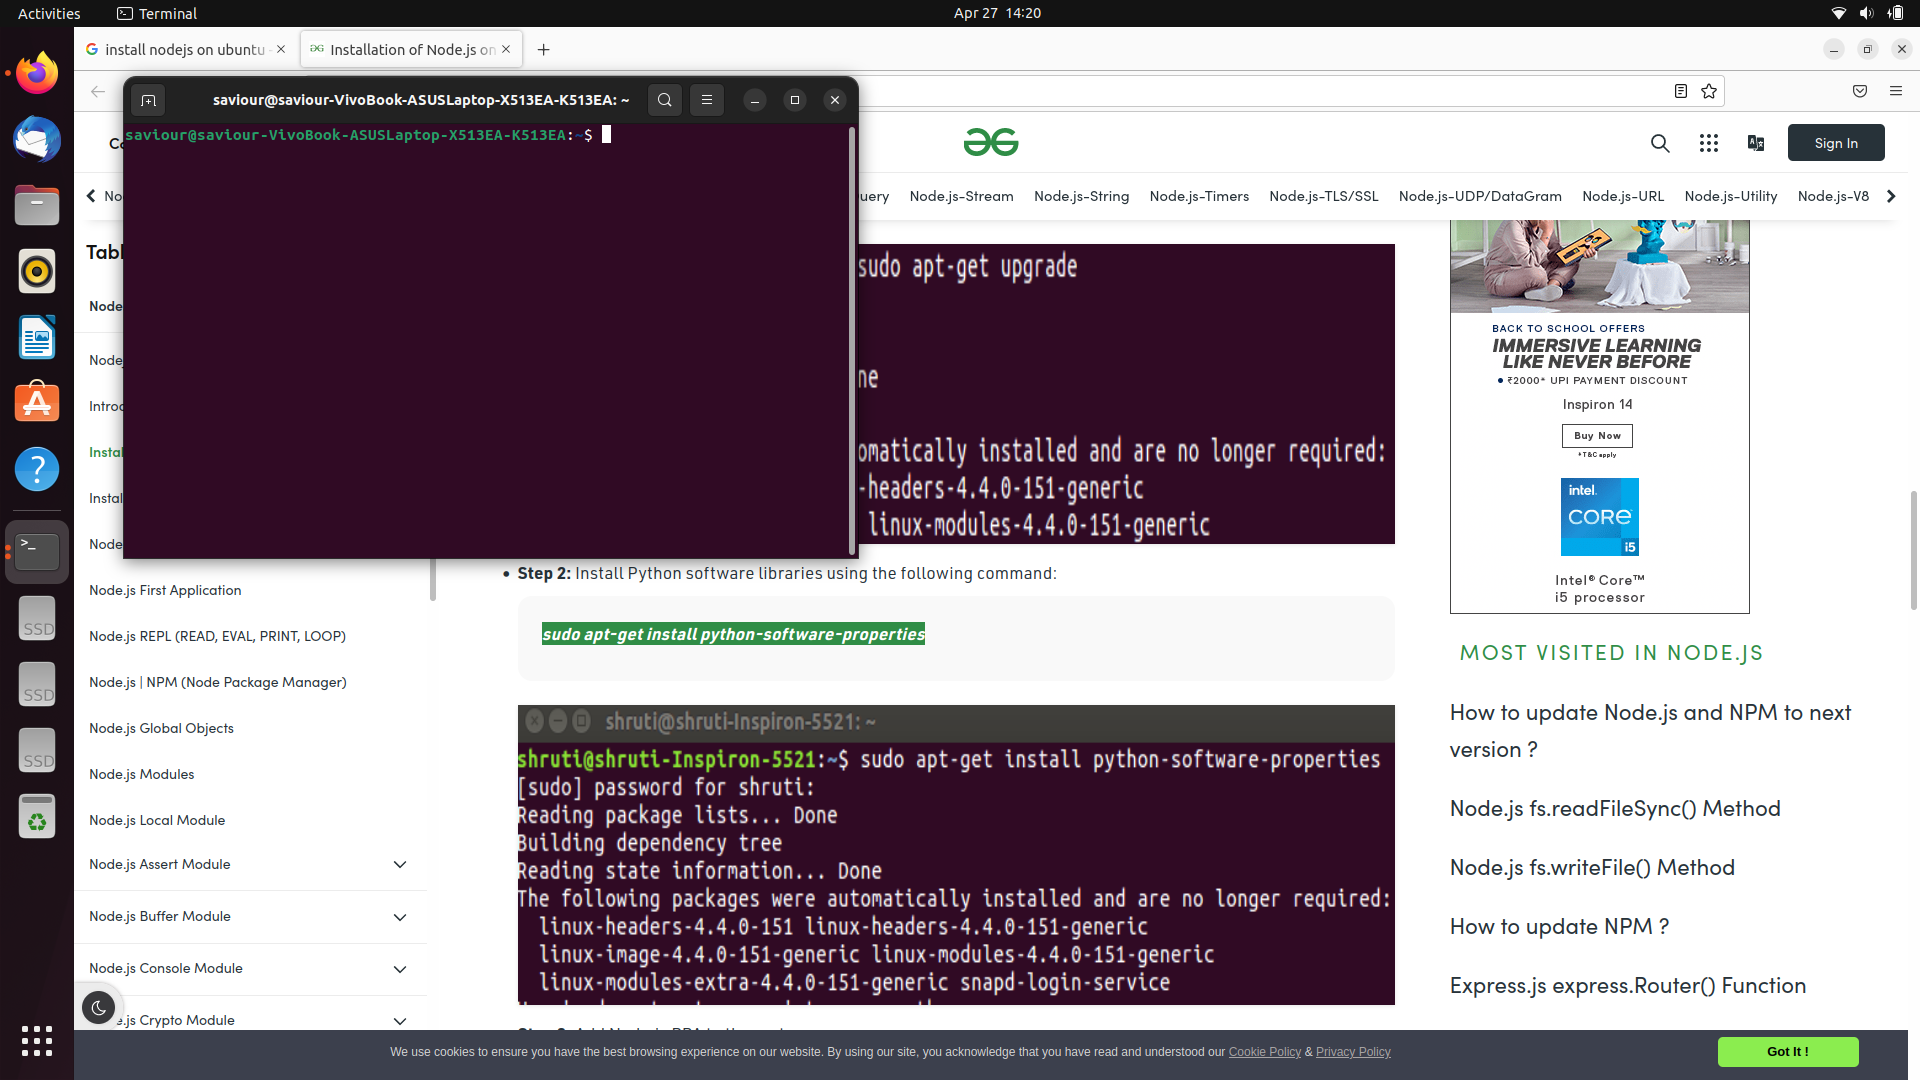 Activities
Terminal
Apr 27 14:20
install nodejs on ubuntu -
Installation of Node.js on
saviour@saviour-VivoBook-ASUSLaptop-X513EA-K513EA: ~
saviour@saviour-VivoBook-ASUSLaptop-X513EA-K513EA:~$
Sign In
Node.js-Stream
Node.js-String
Node.js-Timers
Node.js-TLS/SSL
Node.js-UDP/DataGram
Node.js-URL
Node.js-Utility
Node.js-V8
Tabl
Node
Node.
Introd
Instal
Instal
Node
Node.js First Application
Node.js REPL (READ, EVAL, PRINT, LOOP)
Node.js | NPM (Node Package Manager)
Node.js Global Objects
Node.js Modules
Node.js Local Module
Node.js Assert Module
Node.js Buffer Module
Node.js Console Module
e.js Crypto Module
SSD
SSD
SSD
sudo apt-get upgrade
ne
omatically installed and are no longer required:
-headers-4.4.0-151-generic
linux-modules-4.4.0-151-generic
• Step 2: Install Python software libraries using the following command:
sudo apt-get install python-software-properties
shruti@shruti-Inspiron-5521: ~
shruti@shruti-Inspiron-5521:~$ sudo apt-get install python-software-properties
[sudo] password for shruti:
Reading package lists... Done
Building dependency tree
Reading state information... Done
The following packages were automatically installed and are no longer required:
linux-headers-4.4.0-151 linux-headers-4.4.0-151-generic
linux-image-4.4.0-151-generic linux-modules-4.4.0-151-generic
linux-modules-extra-4.4.0-151-generic snapd-login-service
BACK TO SCHOOL OFFERS
IMMERSIVE LEARNING
LIKE NEVER BEFORE
• ₹2000* UPI PAYMENT DISCOUNT
Inspiron 14
Buy Now
*T&C apply
intel.
CORE
i5
Intel® Core™
i5 processor
MOST VISITED IN NODE.JS
How to update Node.js and NPM to next
version ?
Node.js fs.readFileSync() Method
Node.js fs.writeFile() Method
How to update NPM ?
Express.js express.Router() Function
We use cookies to ensure you have the best browsing experience on our website. By using our site, you acknowledge that you have read and understood our Cookie Policy & Privacy Policy
Got It !